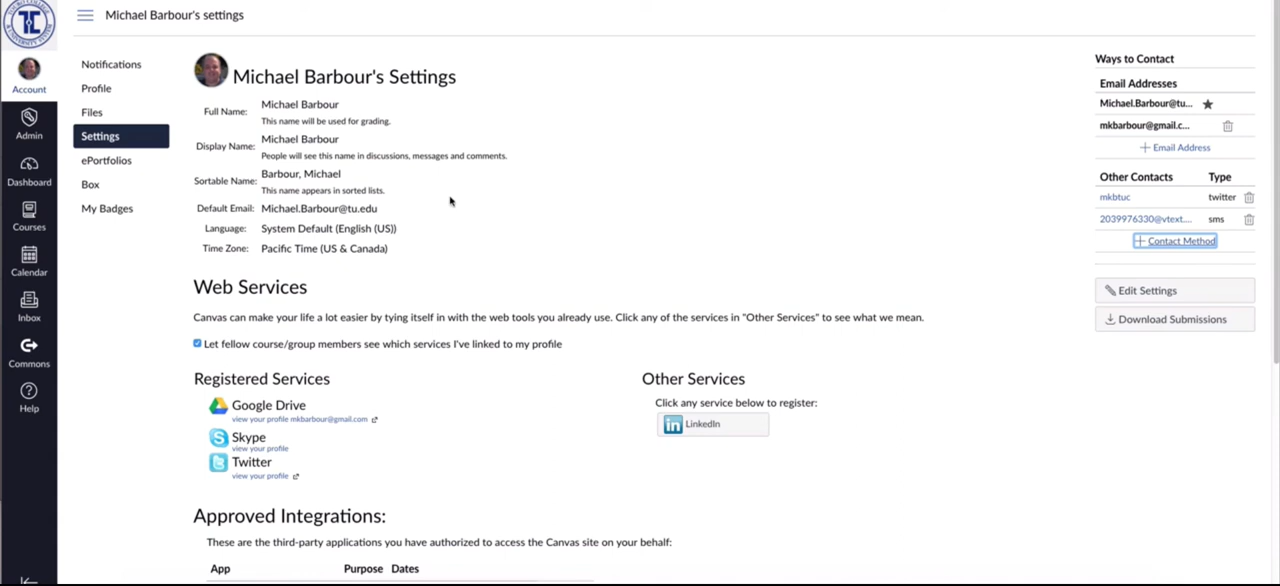 Michael Barbour's settings
Account
Admin
Dashboard
Courses
Calendar
Inbox
Commons
Help
Notifications
Profile
Files
Settings
ePortfolios
Box
My Badges
Michael Barbour's Settings
Full Name: Michael Barbour
This name will be used for grading.
Display Name: Michael Barbour
People will see this name in discussions, messages and comments.
Sortable Name: Barbour, Michael
This name appears in sorted lists.
Default Email: Michael.Barbour@tu.edu
Language: System Default (English (US))
Time Zone: Pacific Time (US & Canada)
Web Services
Canvas can make your life a lot easier by tying itself in with the web tools you already use. Click any of the services in "Other Services" to see what we mean.
Let fellow course/group members see which services I've linked to my profile
Registered Services
Google Drive
view your profile mkbarbour@gmail.com
Skype
view your profile
Twitter
view your profile
Other Services
Click any service below to register:
LinkedIn
Approved Integrations:
These are the third-party applications you have authorized to access the Canvas site on your behalf:
App Purpose Dates
Ways to Contact
Email Addresses
Michael.Barbour@tu...
mkbarbour@gmail.c...
+ Email Address
Other Contacts Type
mkbtuc twitter
2039976330@vtext.... sms
+ Contact Method
Edit Settings
Download Submissions